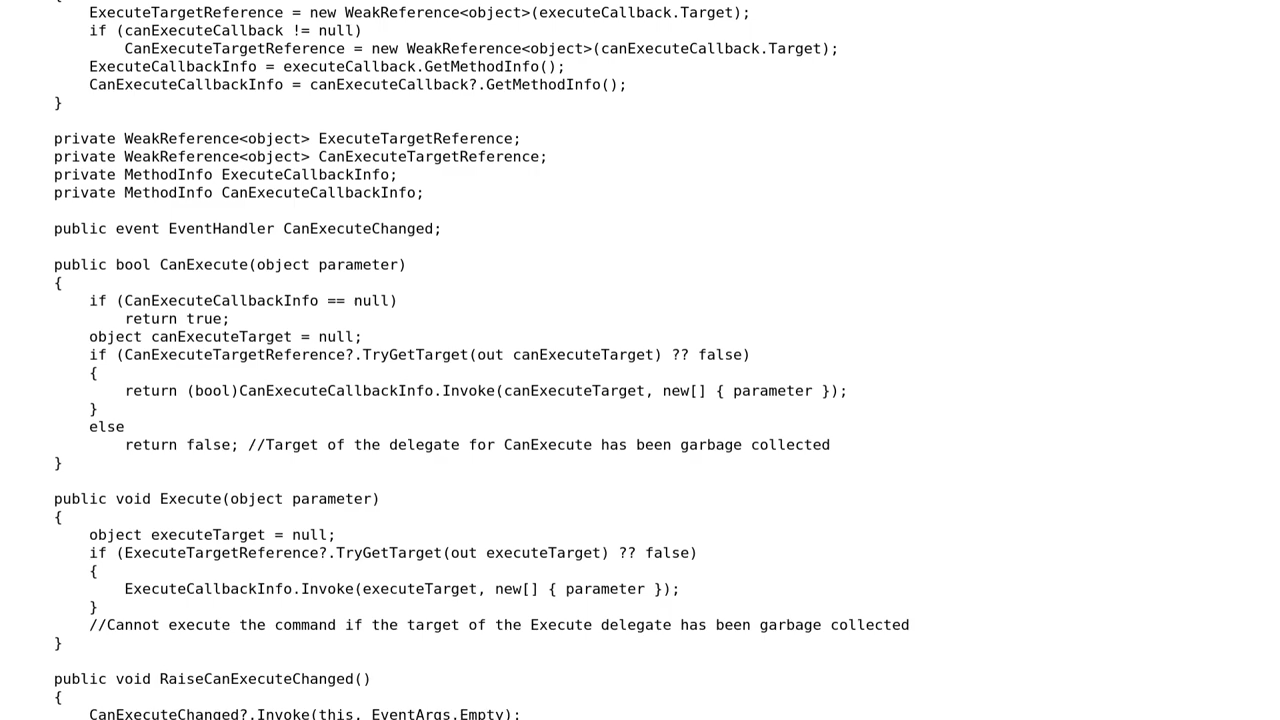 {
ExecuteTargetReference = new WeakReference<object>(executeCallback.Target);
if (canExecuteCallback != null)
CanExecuteTargetReference = new WeakReference<object>(canExecuteCallback.Target);
ExecuteCallbackInfo = executeCallback.GetMethodInfo();
CanExecuteCallbackInfo = canExecuteCallback?.GetMethodInfo();
}
private WeakReference<object> ExecuteTargetReference;
private WeakReference<object> CanExecuteTargetReference;
private MethodInfo ExecuteCallbackInfo;
private MethodInfo CanExecuteCallbackInfo;
public event EventHandler CanExecuteChanged;
public bool CanExecute(object parameter)
{
if (CanExecuteCallbackInfo == null)
return true;
object canExecuteTarget = null;
if (CanExecuteTargetReference?.TryGetTarget(out canExecuteTarget) ?? false)
{
return (bool)CanExecuteCallbackInfo.Invoke(canExecuteTarget, new[] { parameter });
}
else
return false; //Target of the delegate for CanExecute has been garbage collected
}
public void Execute(object parameter)
{
object executeTarget = null;
if (ExecuteTargetReference?.TryGetTarget(out executeTarget) ?? false)
{
ExecuteCallbackInfo.Invoke(executeTarget, new[] { parameter });
}
//Cannot execute the command if the target of the Execute delegate has been garbage collected
}
public void RaiseCanExecuteChanged()
{
CanExecuteChanged?.Invoke(this, EventArgs.Empty);